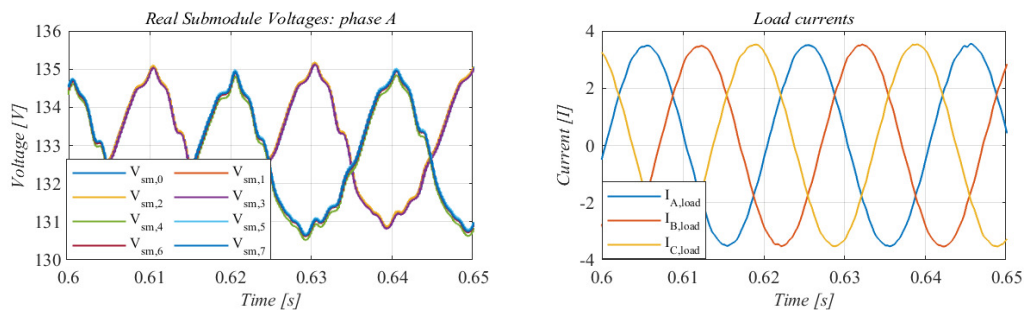 Real Submodule Voltages: phase A
Voltage [V]
136
135
134
133
132
131
130
0.6 0.61 0.62 0.63 0.64 0.65
Time [s]
V_sm,0 V_sm,1
V_sm,2 V_sm,3
V_sm,4 V_sm,5
V_sm,6 V_sm,7
Load currents
Current [I]
4
2
0
-2
-4
0.6 0.61 0.62 0.63 0.64 0.65
Time [s]
I_A,load
I_B,load
I_C,load